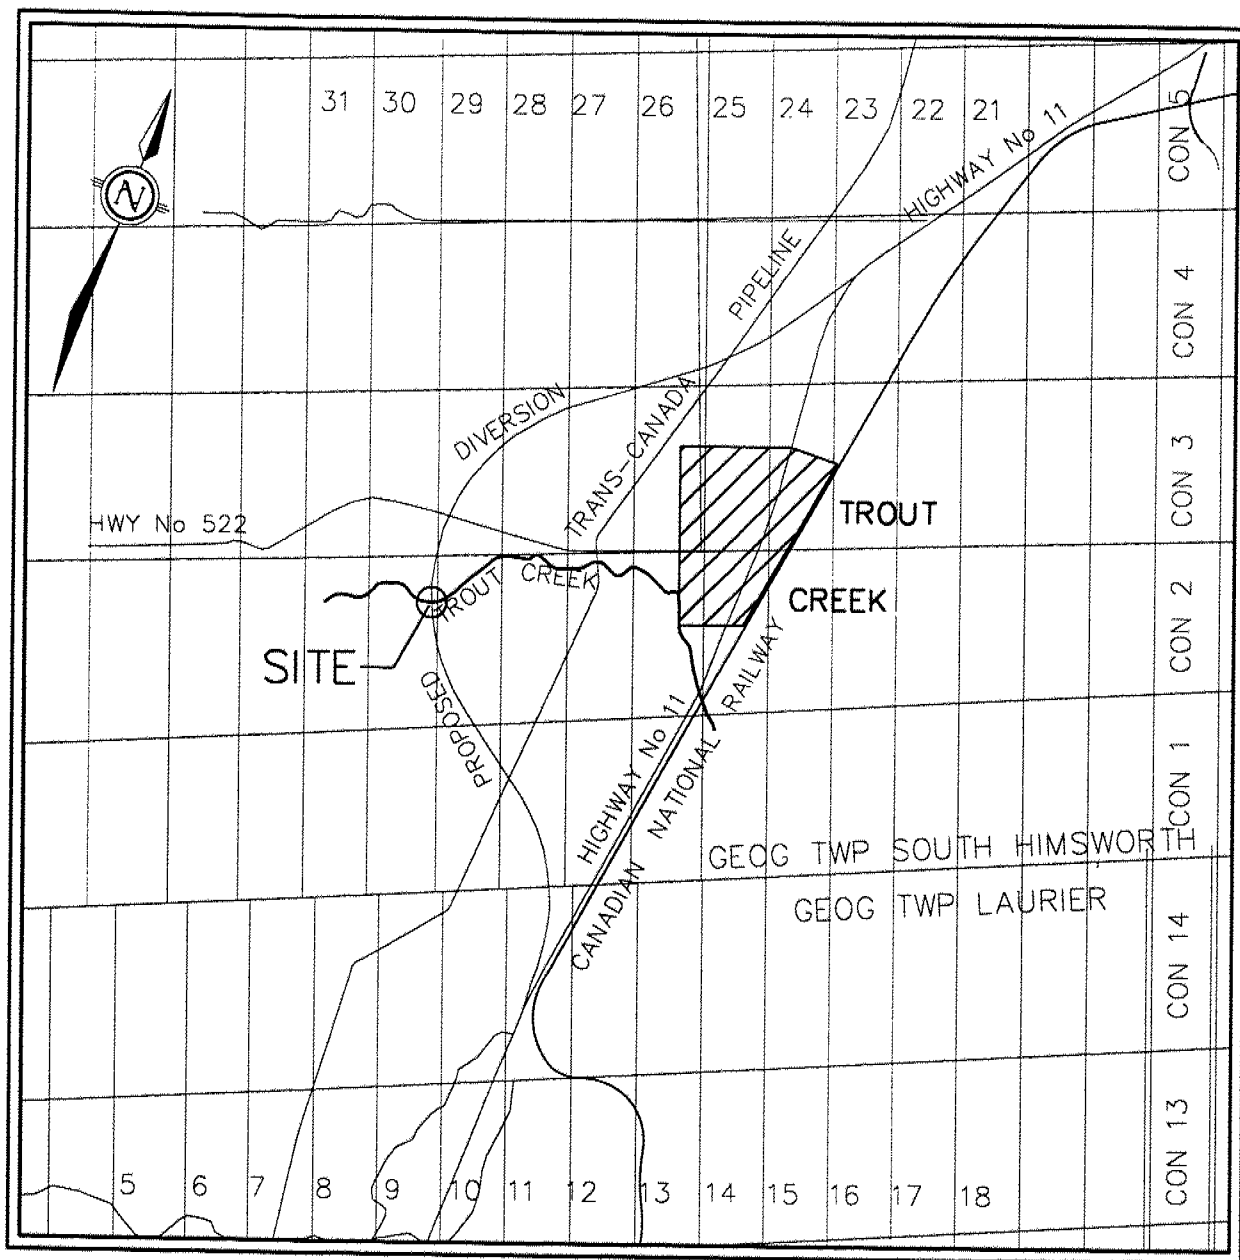 31 30 29 28 27 26 25 24 23 22 21
CON 5
HIGHWAY No 11
N
PIPELINE
CON 4
DIVERSION
TRANS-CANADA
CON 3
HWY No 522
TROUT
CREEK
TROUT CREEK
CON 2
SITE
PROPOSED
HIGHWAY No 11
CANADIAN NATIONAL RAILWAY
CON 1
GEOG TWP SOUTH HIMSWORTH
GEOG TWP LAURIER
CON 14
CON 13
5 6 7 8 9 10 11 12 13 14 15 16 17 18